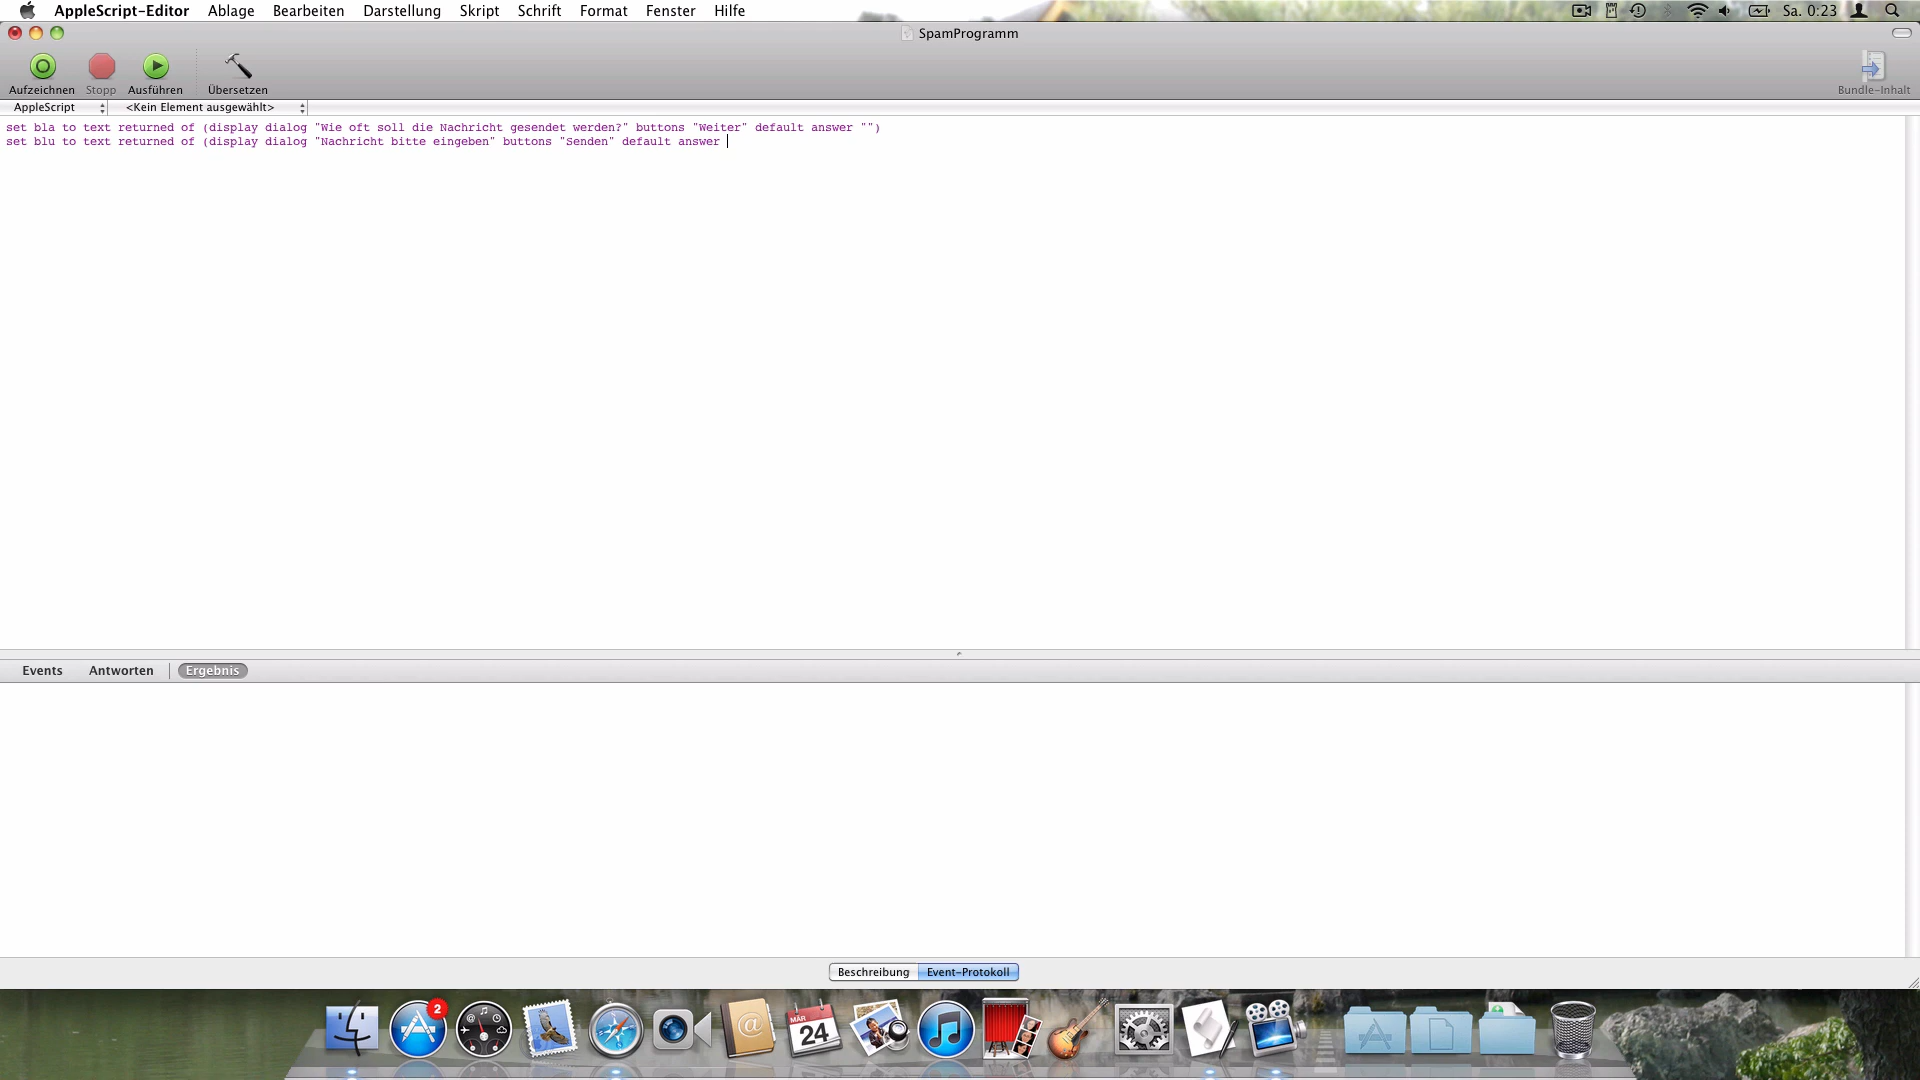 AppleScript-Editor Ablage Bearbeiten Darstellung Skript Schrift Format Fenster Hilfe Sa. 0:23
SpamProgramm
Aufzeichnen Stopp Ausführen Übersetzen Bundle-Inhalt
AppleScript <Kein Element ausgewählt>
set bla to text returned of (display dialog "Wie oft soll die Nachricht gesendet werden?" buttons "Weiter" default answer "")
set blu to text returned of (display dialog "Nachricht bitte eingeben" buttons "Senden" default answer
Events Antworten Ergebnis
Beschreibung Event-Protokoll
2
MÄR
24